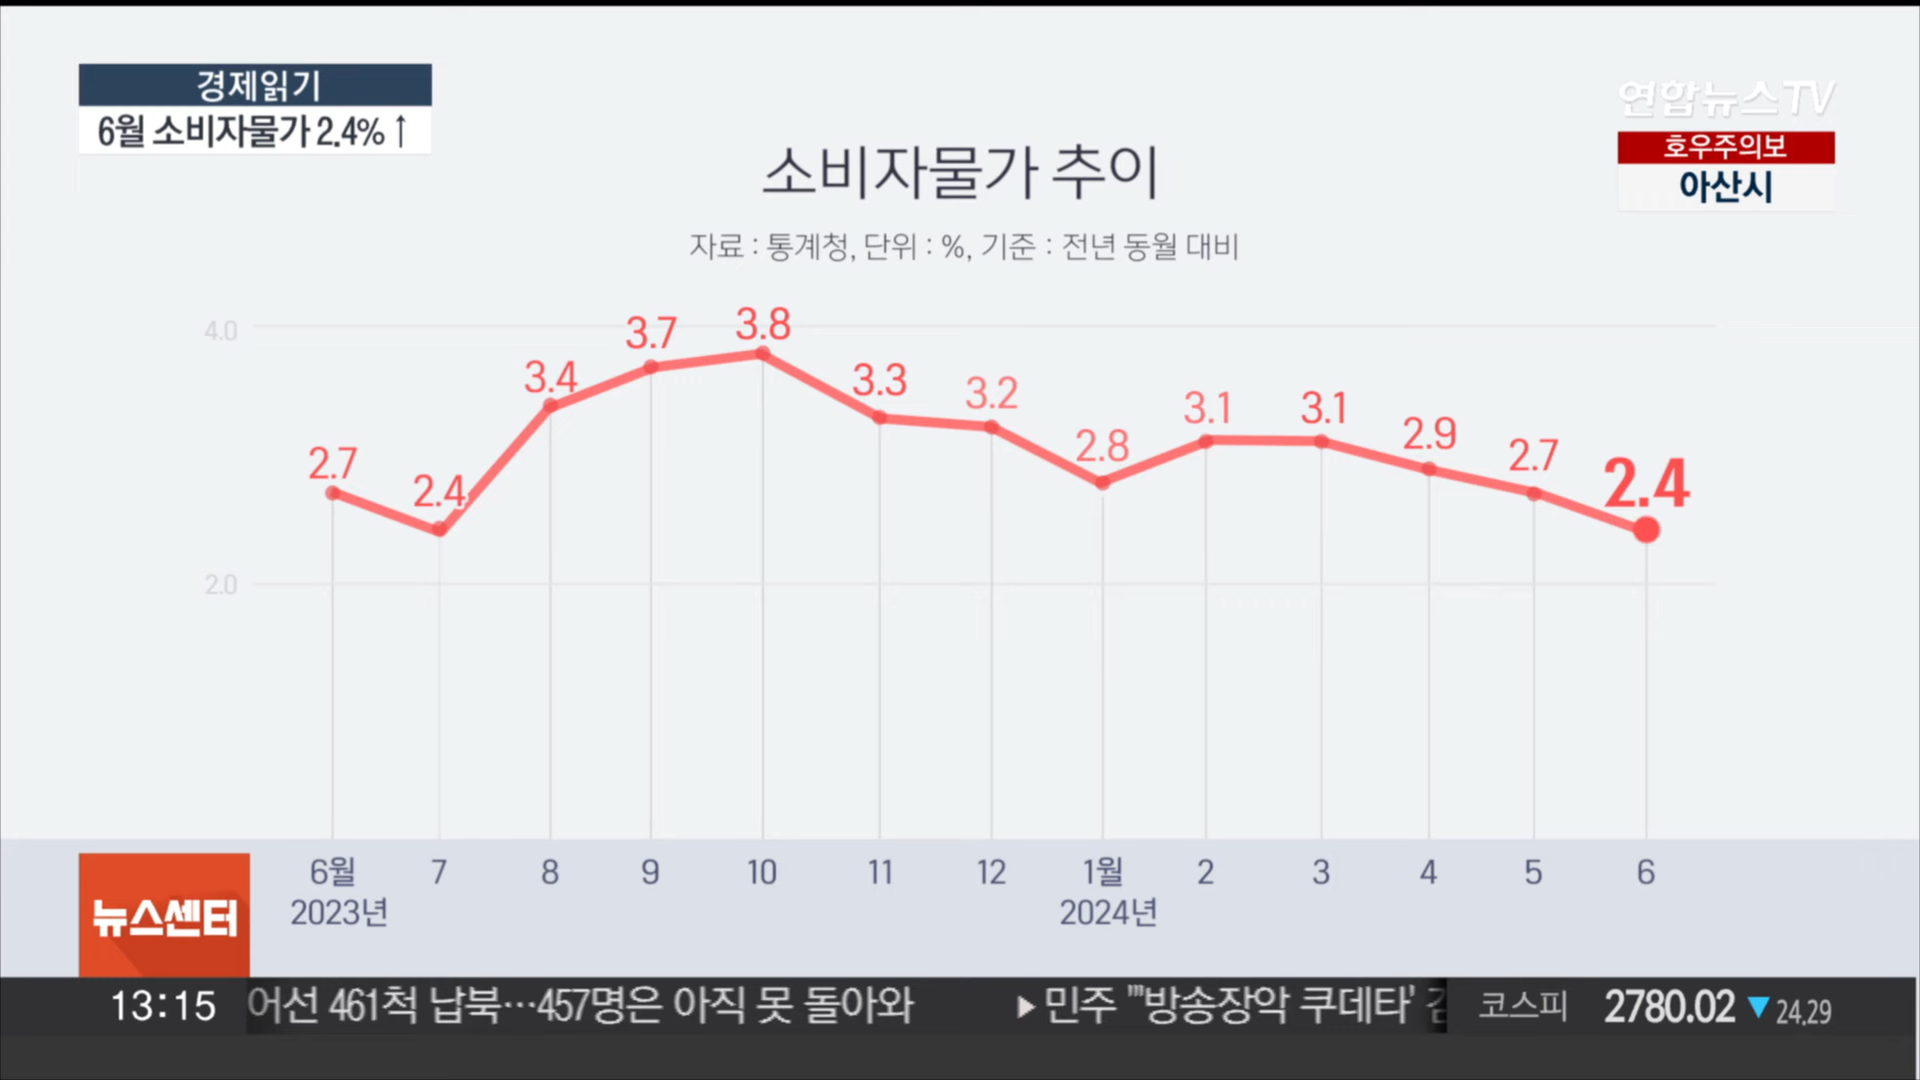 경제읽기
6월 소비자물가 2.4%↑
연합뉴스TV
호우주의보
아산시
소비자물가 추이
자료 : 통계청, 단위 : %, 기준 : 전년 동월 대비
4.0
2.0
2.7
2.4
3.4
3.7
3.8
3.3
3.2
2.8
3.1
3.1
2.9
2.7
2.4
6월 7 8 9 10 11 12 1월 2 3 4 5 6
2023년 2024년
뉴스센터
13:15 어선 461척 납북…457명은 아직 못 돌아와 ▶민주 "'방송장악 쿠데타' 코스피 2780.02 ▼24.29